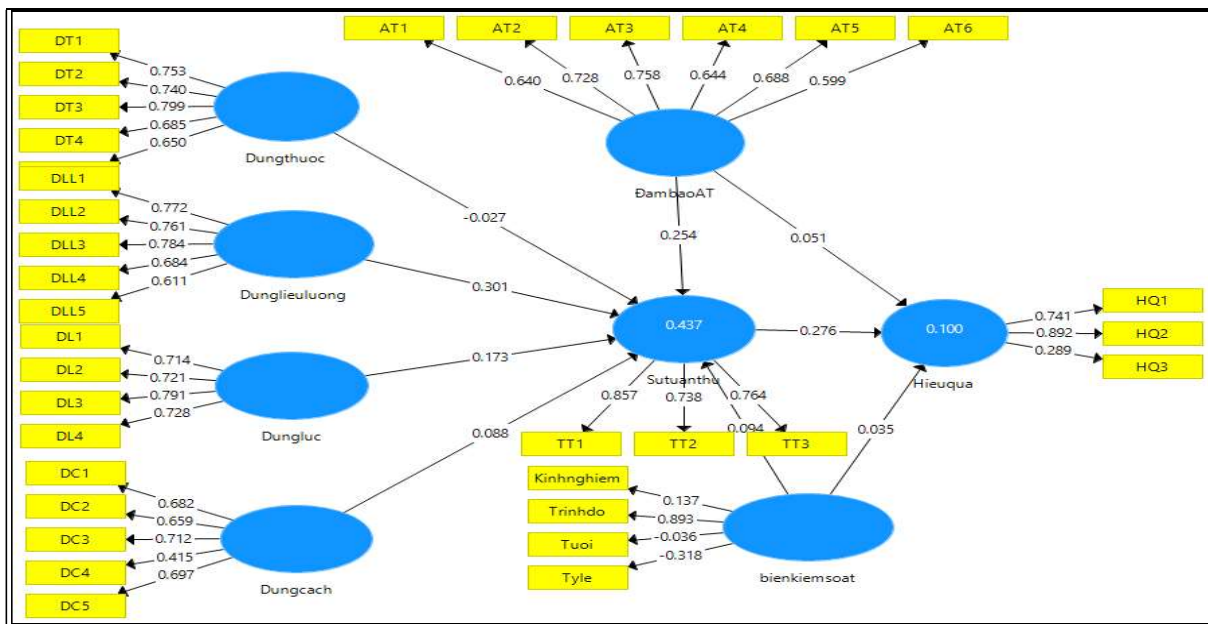 AT1 AT2 AT3 AT4 AT5 AT6
0.640 0.728 0.758 0.644 0.688 0.599
ĐambaoAT
DT1
DT2
DT3
DT4
0.753
0.740
0.799
0.685
0.650
Dungthuoc
-0.027
0.254
0.051
DLL1
DLL2
DLL3
DLL4
DLL5
0.772
0.761
0.784
0.684
0.611
Dunglieuluong
0.301
DL1
DL2
DL3
DL4
0.714
0.721
0.791
0.728
Dungluc
0.173
DC1
DC2
DC3
DC4
DC5
0.682
0.659
0.712
0.415
0.697
Dungcach
0.088
0.437
Sutuanthu
0.276
0.857 0.738 0.764
TT1 TT2 TT3
0.094
0.100
Hieuqua
0.741
0.892
0.289
HQ1
HQ2
HQ3
0.035
Kinhnghiem
Trinhdo
Tuoi
Tyle
0.137
0.893
-0.036
-0.318
bienkiemsoat